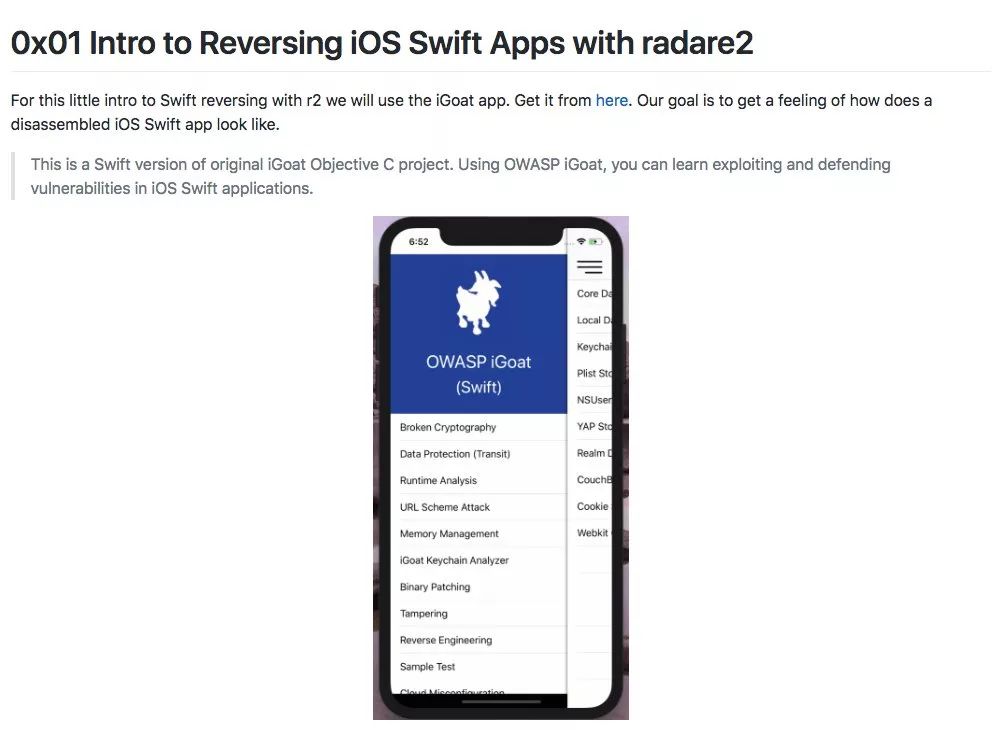 0x01 Intro to Reversing iOS Swift Apps with radare2
For this little intro to Swift reversing with r2 we will use the iGoat app. Get it from here. Our goal is to get a feeling of how does a
disassembled iOS Swift app look like.
This is a Swift version of original iGoat Objective C project. Using OWASP iGoat, you can learn exploiting and defending
vulnerabilities in iOS Swift applications.
6:52
OWASP iGoat
(Swift)
Broken Cryptography
Data Protection (Transit)
Runtime Analysis
URL Scheme Attack
Memory Management
iGoat Keychain Analyzer
Binary Patching
Tampering
Reverse Engineering
Sample Test
Cloud Misconfiguration
Core Da
Local D
Keychai
Plist Sto
NSUser
YAP Sto
Realm D
CouchB
Cookie
Webkit